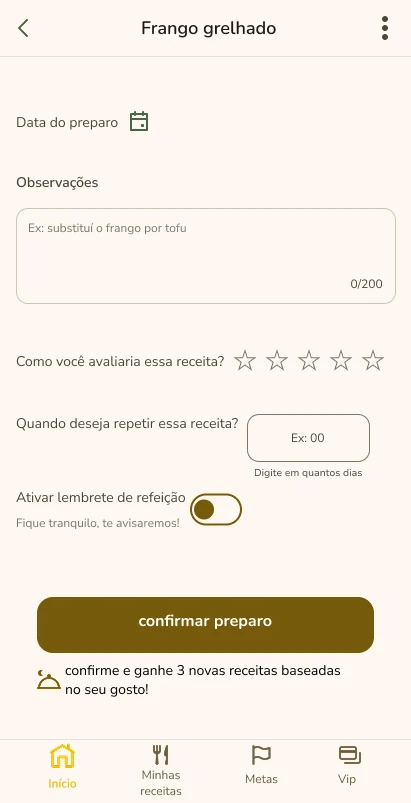 Frango grelhado
Data do preparo
Observações
Ex: substituí o frango por tofu
0/200
Como você avaliaria essa receita?
Quando deseja repetir essa receita?
Ex: 00
Digite em quantos dias
Ativar lembrete de refeição
Fique tranquilo, te avisaremos!
confirmar preparo
confirme e ganhe 3 novas receitas baseadas
no seu gosto!
Início
Minhas
receitas
Metas
Vip